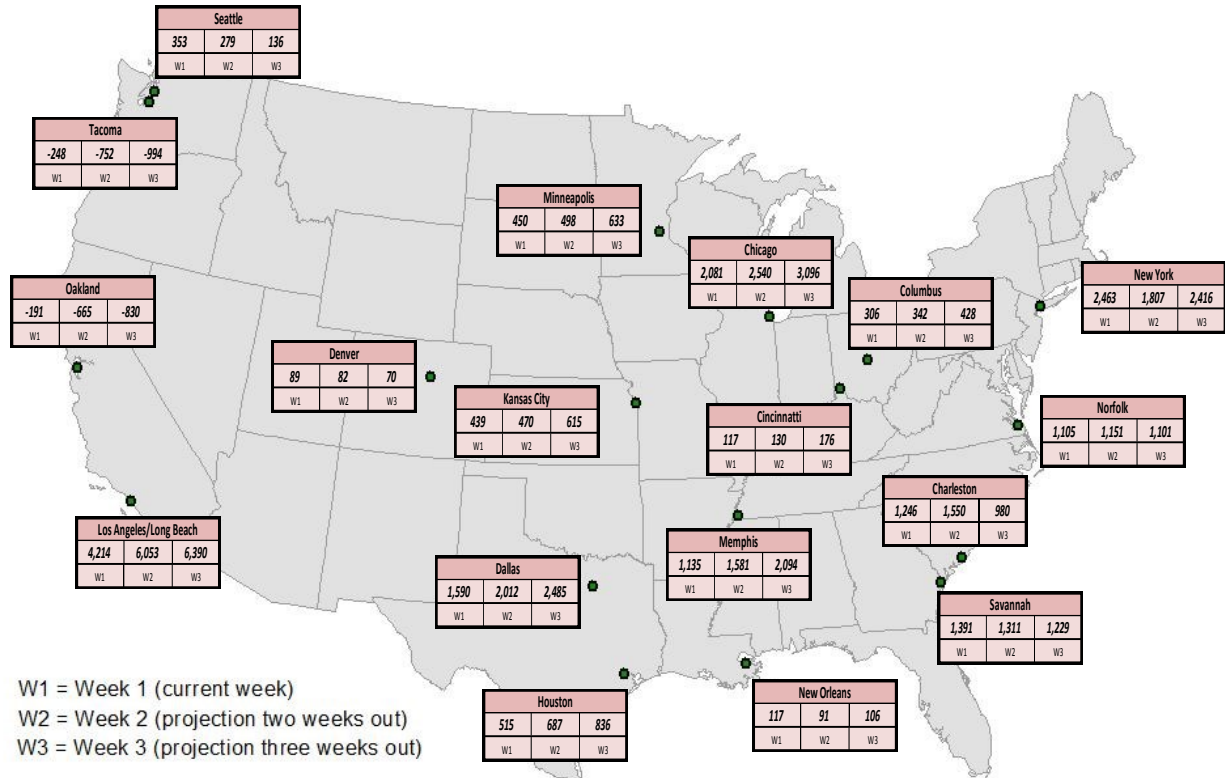 Seattle
353 279 136
W1 W2 W3
Tacoma
-248 -752 -994
W1 W2 W3
Minneapolis
450 498 633
W1 W2 W3
Chicago
2,081 2,540 3,096
W1 W2 W3
New York
2,463 1,807 2,416
W1 W2 W3
Oakland
-191 -665 -830
W1 W2 W3
Columbus
306 342 428
W1 W2 W3
Denver
89 82 70
W1 W2 W3
Kansas City
439 470 615
W1 W2 W3
Cincinnatti
117 130 176
W1 W2 W3
Norfolk
1,105 1,151 1,101
W1 W2 W3
Charleston
1,246 1,550 980
W1 W2 W3
Los Angeles/Long Beach
4,214 6,053 6,390
W1 W2 W3
Memphis
1,135 1,581 2,094
W1 W2 W3
Dallas
1,590 2,012 2,485
W1 W2 W3
Savannah
1,391 1,311 1,229
W1 W2 W3
Houston
515 687 836
W1 W2 W3
New Orleans
117 91 106
W1 W2 W3
W1 = Week 1 (current week)
W2 = Week 2 (projection two weeks out)
W3 = Week 3 (projection three weeks out)